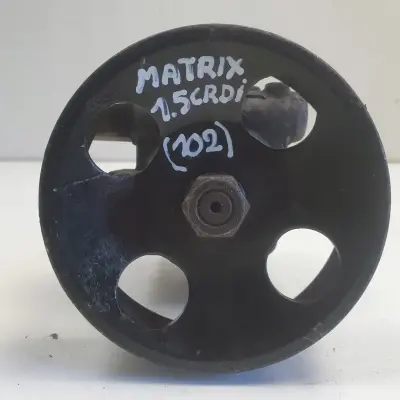 MATRIX
1.5CRDi
(102)